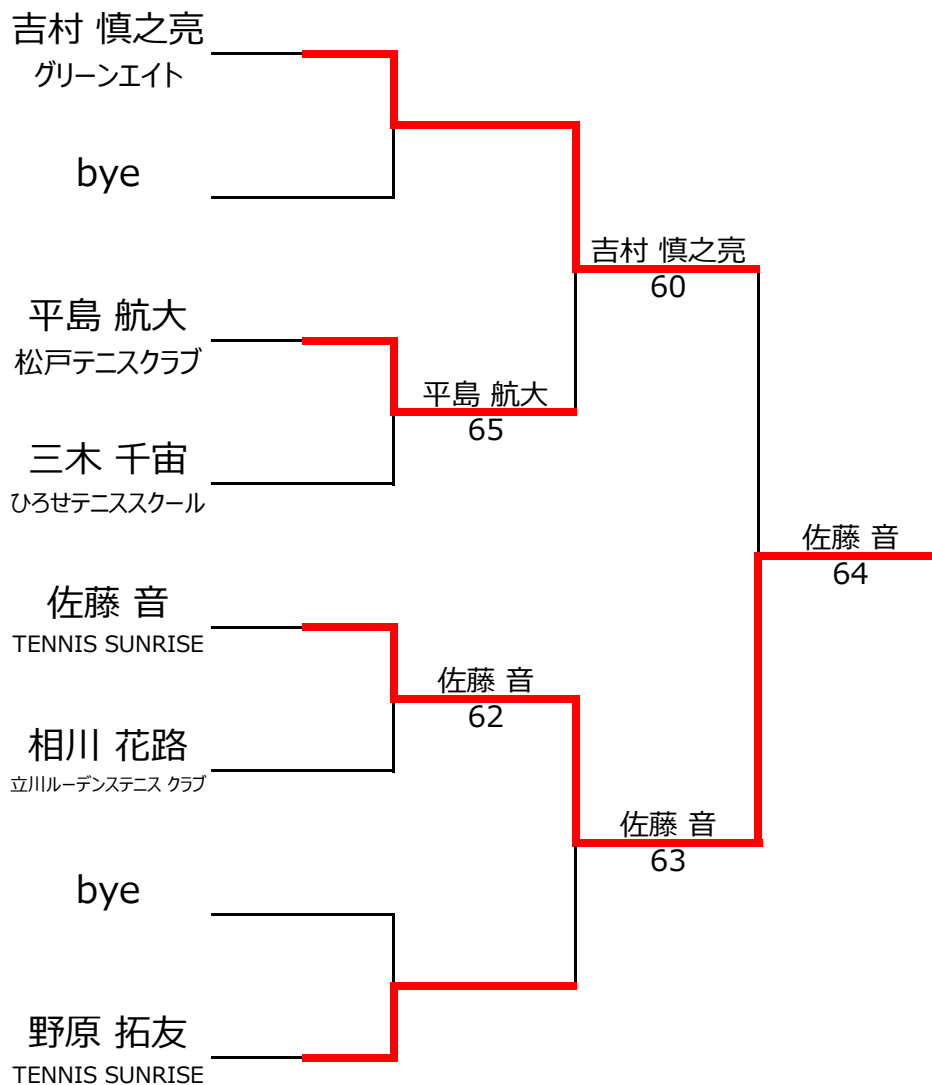 吉村 慎之亮
グリーンエイト
bye
吉村 慎之亮
60
平島 航大
松戸テニスクラブ
平島 航大
65
三木 千宙
ひろせテニススクール
佐藤 音
64
佐藤 音
TENNIS SUNRISE
佐藤 音
62
相川 花路
立川ルーデンステニス クラブ
佐藤 音
63
bye
野原 拓友
TENNIS SUNRISE